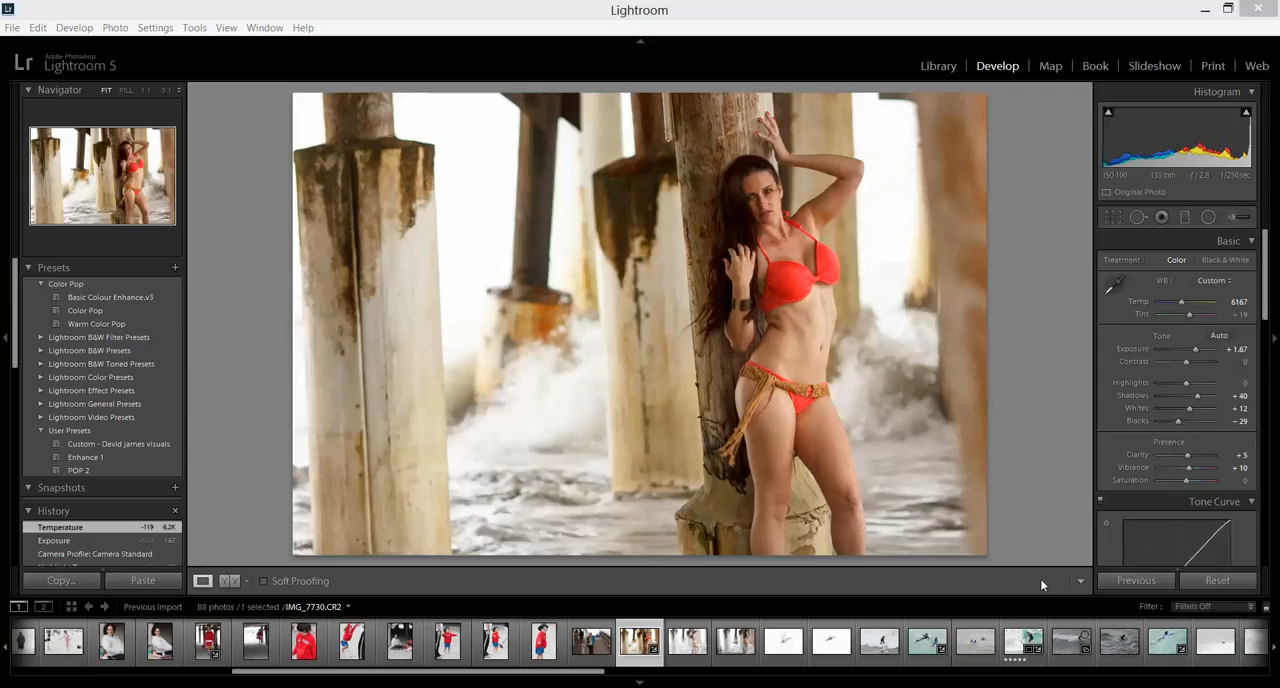 Lightroom
File Edit Develop Photo Settings Tools View Window Help
Lr Adobe Photoshop
Lightroom 5
Library | Develop | Map | Book | Slideshow | Print | Web
Navigator FIT FILL 1:1 3:1
Histogram
ISO 100 135 mm ƒ / 2.8 1/250 sec
Original Photo
Basic
Treatment : Color Black & White
WB : Custom
Temp 6167
Tint + 19
Tone Auto
Exposure + 1.67
Contrast 0
Highlights 0
Shadows + 40
Whites + 12
Blacks - 29
Presence
Clarity + 5
Vibrance + 10
Saturation 0
Tone Curve
Previous Reset
Presets +
Color Pop
Basic Colour Enhance.v3
Color Pop
Warm Color Pop
Lightroom B&W Filter Presets
Lightroom B&W Presets
Lightroom B&W Toned Presets
Lightroom Color Presets
Lightroom Effect Presets
Lightroom General Presets
Lightroom Video Presets
User Presets
Custom - David james visuals
Enhance 1
POP 2
Snapshots +
History
Temperature -119 6.2K
Exposure 1.67
Camera Profile: Camera Standard
Copy... Paste
Y Y Soft Proofing
1 2 Previous Import 88 photos / 1 selected / IMG_7730.CR2 Filter : Filters Off